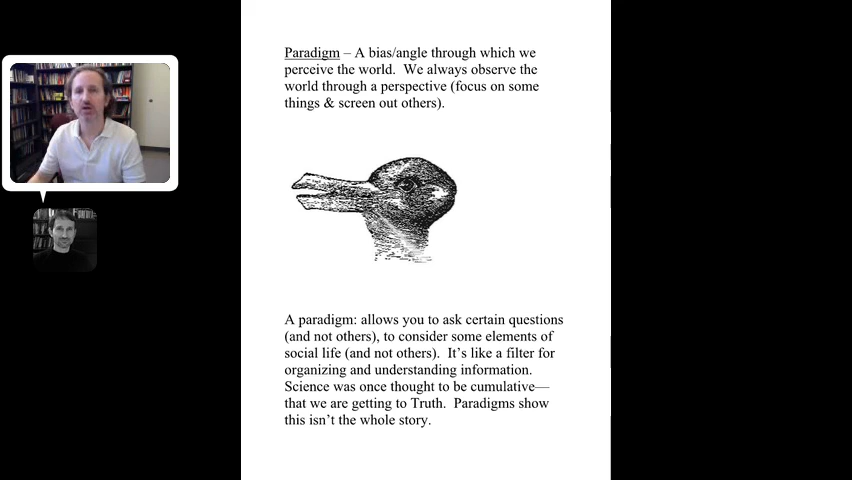 Paradigm – A bias/angle through which we
perceive the world.  We always observe the
world through a perspective (focus on some
things & screen out others).
A paradigm: allows you to ask certain questions
(and not others), to consider some elements of
social life (and not others).  It's like a filter for
organizing and understanding information.
Science was once thought to be cumulative—
that we are getting to Truth.  Paradigms show
this isn't the whole story.